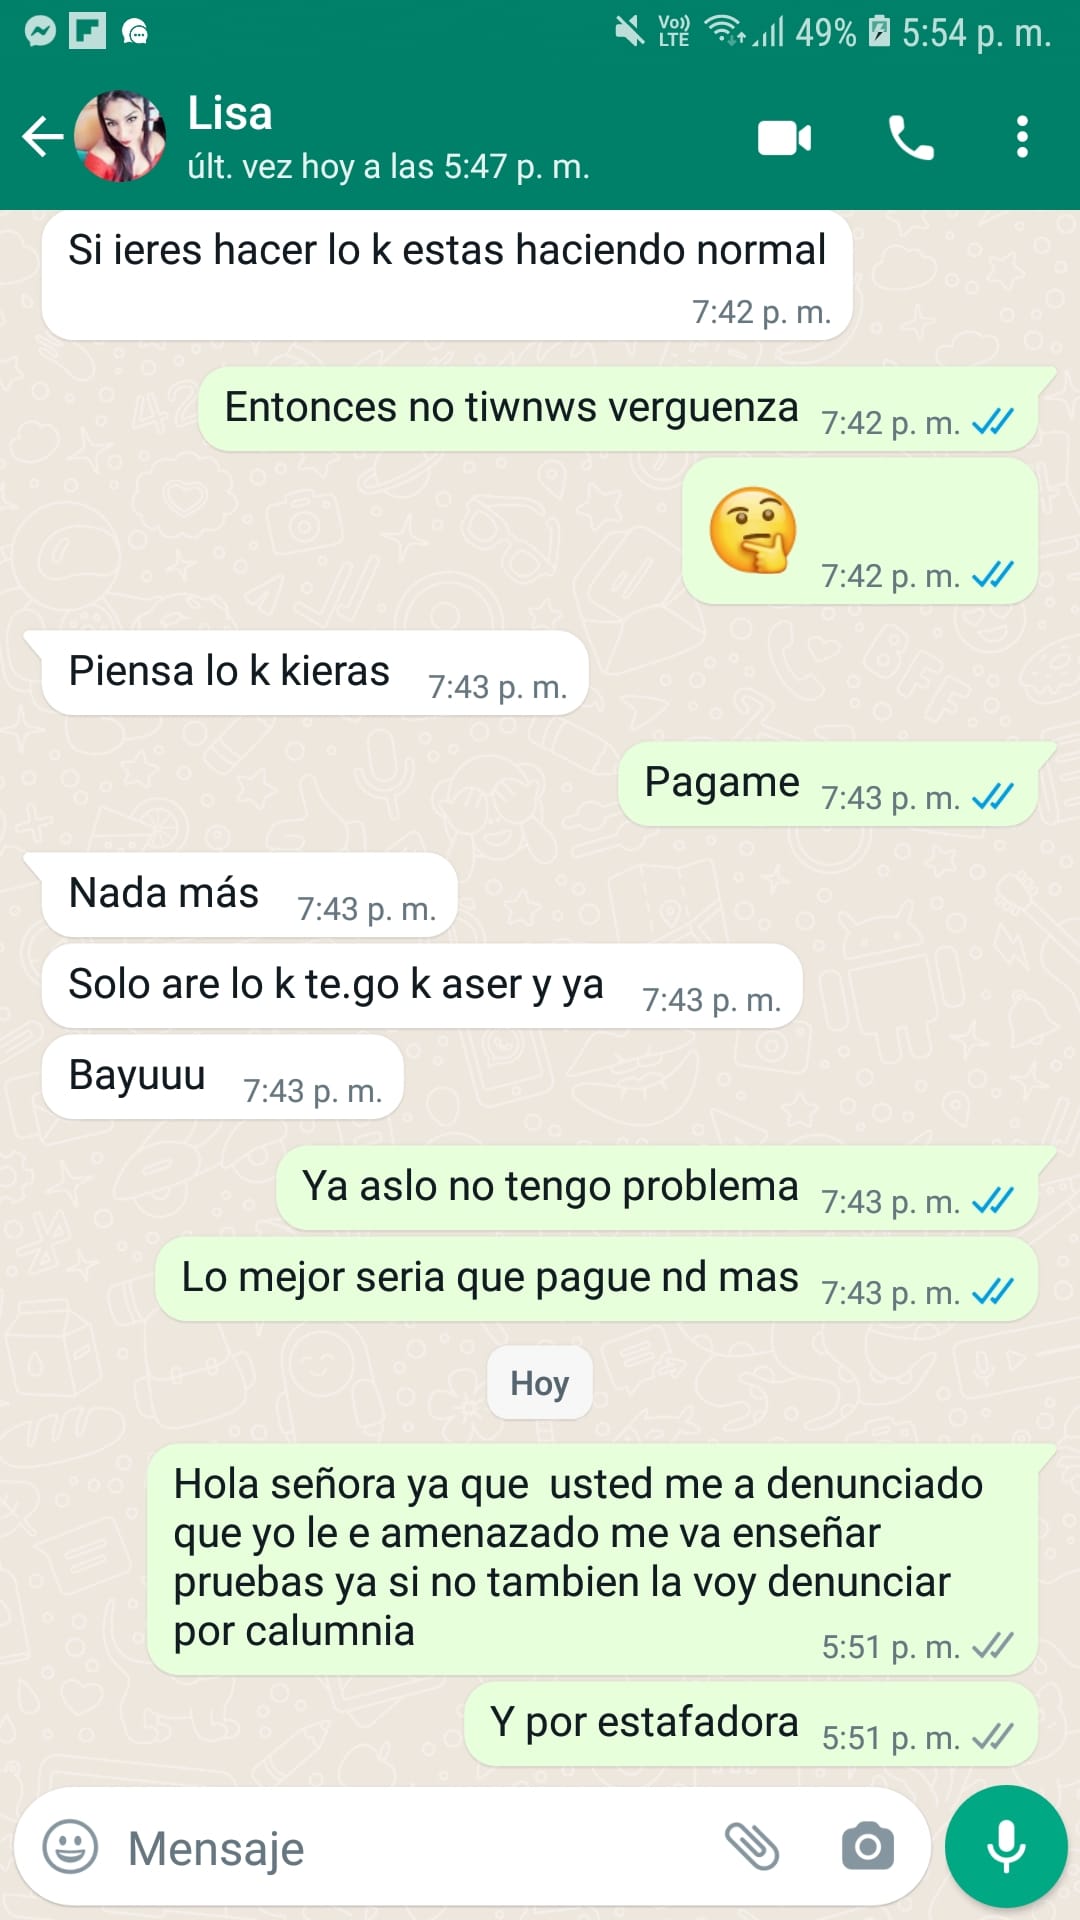 Vo)) LTE 49% 5:54 p. m.
Lisa
últ. vez hoy a las 5:47 p. m.
Si ieres hacer lo k estas haciendo normal
7:42 p. m.
Entonces no tiwnws verguenza 7:42 p. m.
7:42 p. m.
Piensa lo k kieras 7:43 p. m.
Pagame 7:43 p. m.
Nada más 7:43 p. m.
Solo are lo k te.go k aser y ya 7:43 p. m.
Bayuuu 7:43 p. m.
Ya aslo no tengo problema 7:43 p. m.
Lo mejor seria que pague nd mas 7:43 p. m.
Hoy
Hola señora ya que  usted me a denunciado
que yo le e amenazado me va enseñar
pruebas ya si no tambien la voy denunciar
por calumnia
5:51 p. m.
Y por estafadora 5:51 p. m.
Mensaje